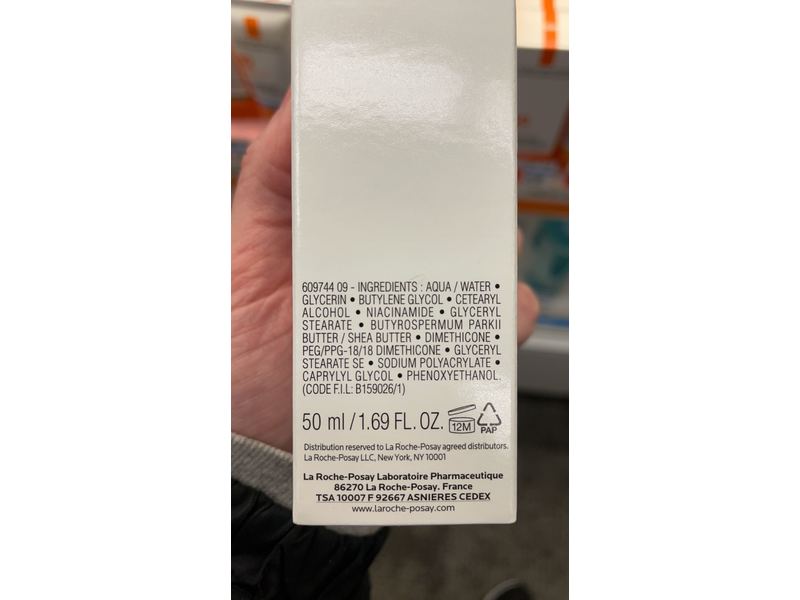 609744 09 - INGREDIENTS : AQUA / WATER •
GLYCERIN • BUTYLENE GLYCOL • CETEARYL
ALCOHOL • NIACINAMIDE • GLYCERYL
STEARATE • BUTYROSPERMUM PARKII
BUTTER / SHEA BUTTER • DIMETHICONE •
PEG/PPG-18/18 DIMETHICONE • GLYCERYL
STEARATE SE • SODIUM POLYACRYLATE •
CAPRYLYL GLYCOL • PHENOXYETHANOL.
(CODE F.I.L: B159026/1)
50 ml / 1.69 FL. OZ. 12M PAP
Distribution reserved to La Roche-Posay agreed distributors.
La Roche-Posay LLC, New York, NY 10001
La Roche-Posay Laboratoire Pharmaceutique
86270 La Roche-Posay. France
TSA 10007 F 92667 ASNIERES CEDEX
www.laroche-posay.com